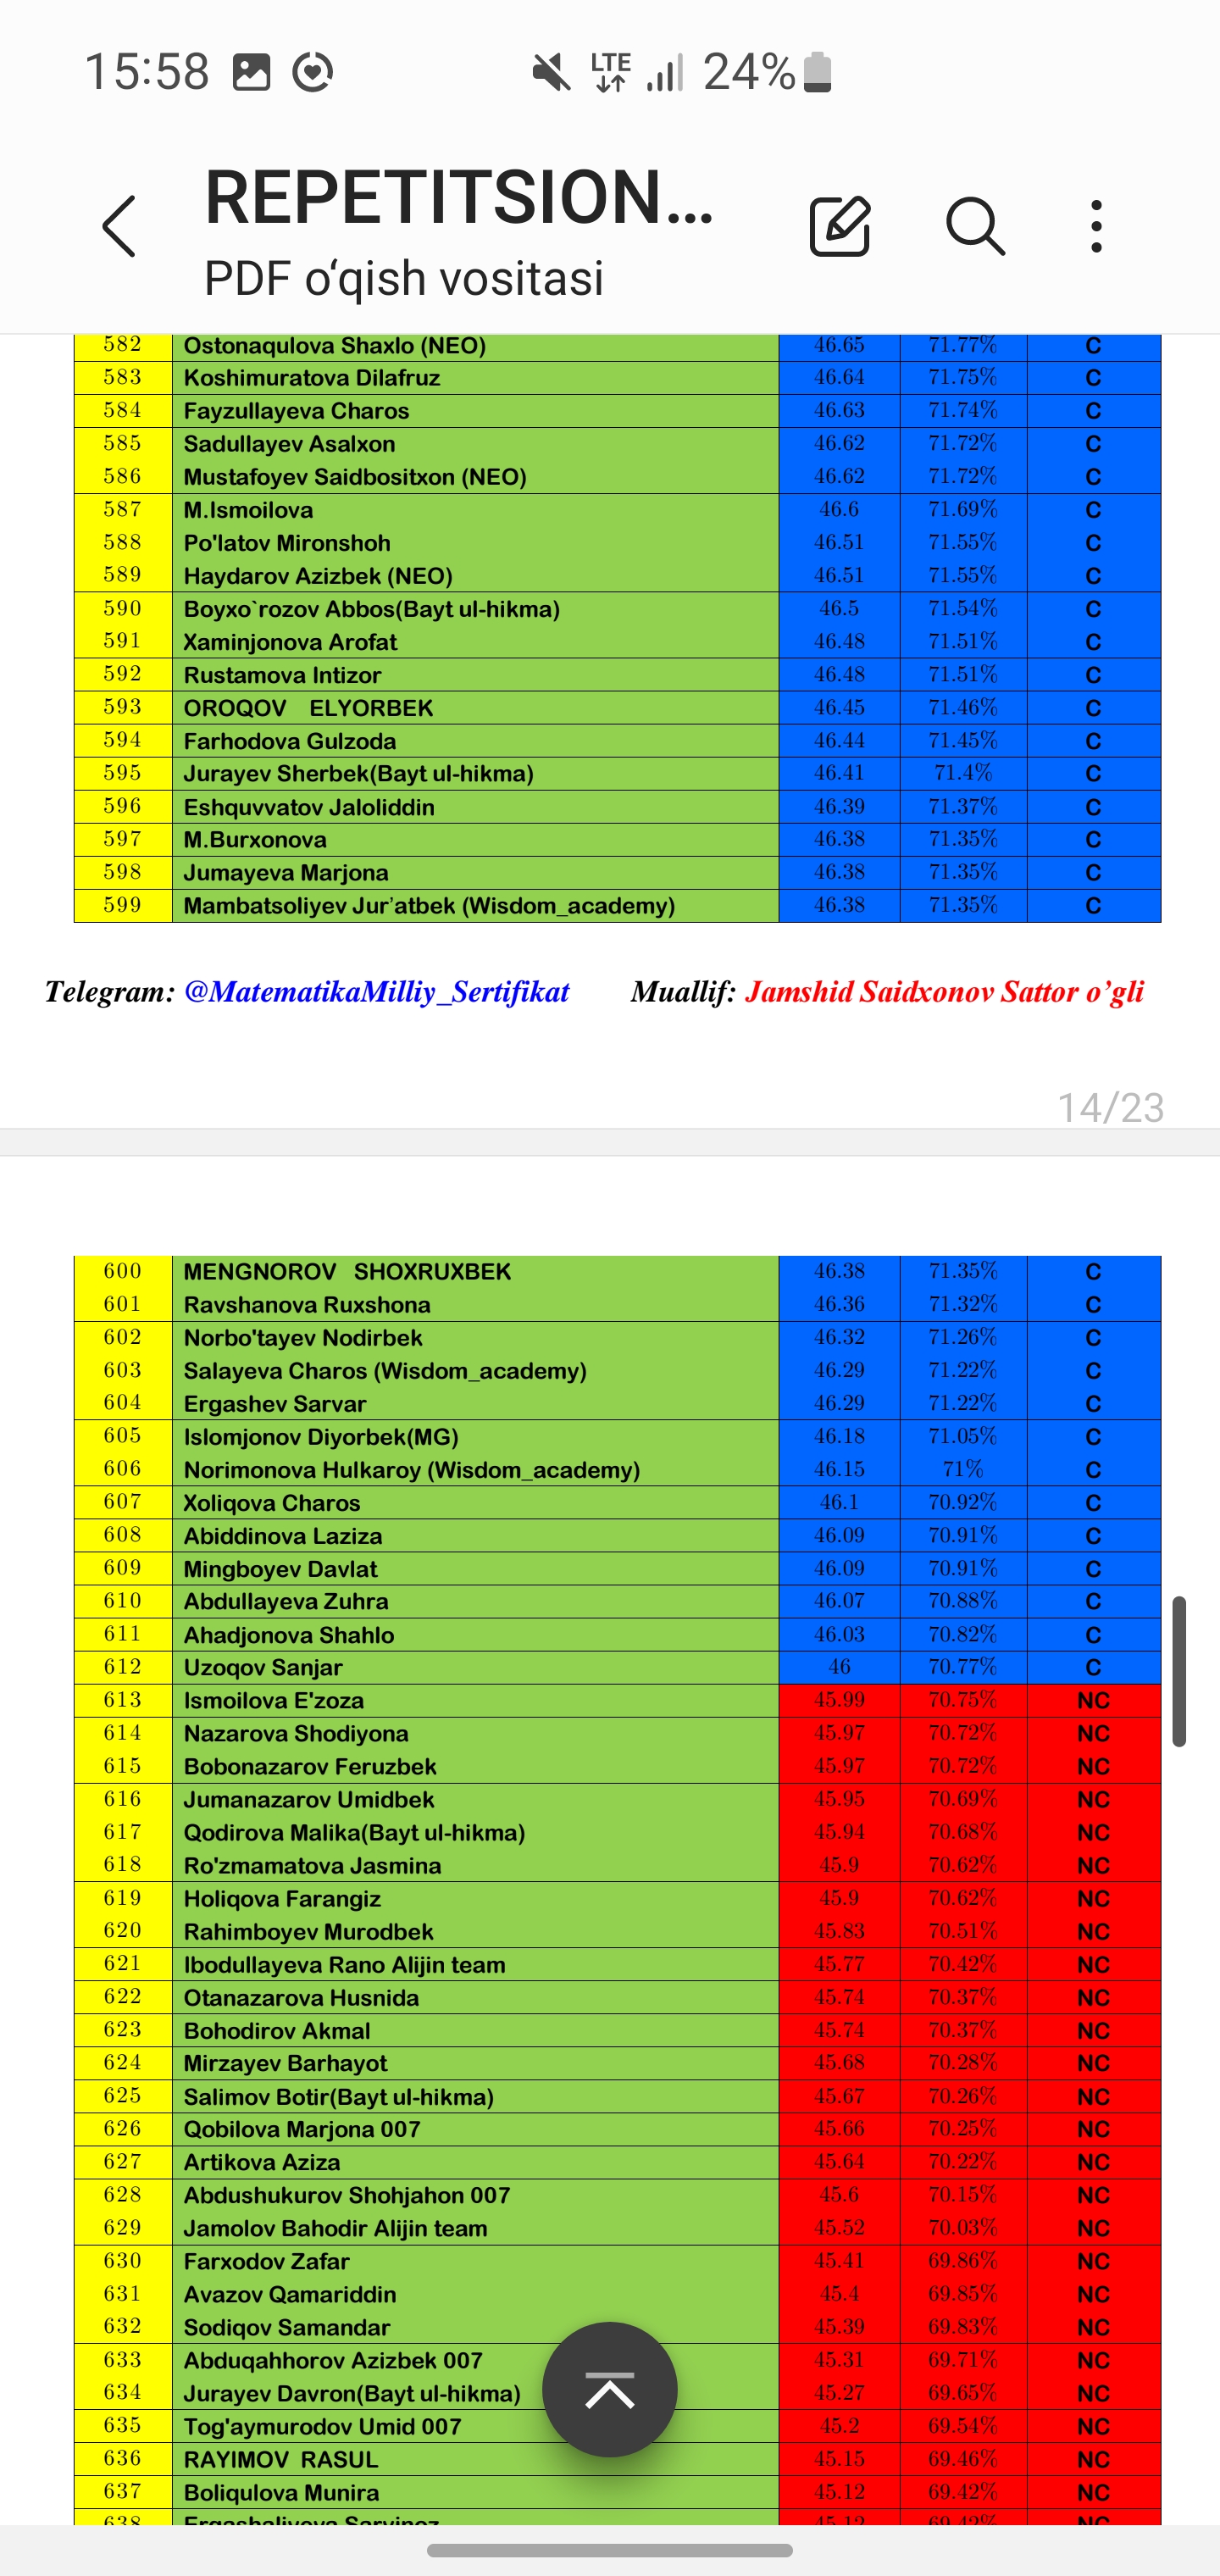 15:58 LTE 24%
REPETITSION...
PDF o‘qish vositasi
582 Ostonaqulova Shaxlo (NEO) 46.65 71.77% C
583 Koshimuratova Dilafruz 46.64 71.75% C
584 Fayzullayeva Charos 46.63 71.74% C
585 Sadullayev Asalxon 46.62 71.72% C
586 Mustafoyev Saidbositxon (NEO) 46.62 71.72% C
587 M.Ismoilova 46.6 71.69% C
588 Po'latov Mironshoh 46.51 71.55% C
589 Haydarov Azizbek (NEO) 46.51 71.55% C
590 Boyxo`rozov Abbos(Bayt ul-hikma) 46.5 71.54% C
591 Xaminjonova Arofat 46.48 71.51% C
592 Rustamova Intizor 46.48 71.51% C
593 OROQOV ELYORBEK 46.45 71.46% C
594 Farhodova Gulzoda 46.44 71.45% C
595 Jurayev Sherbek(Bayt ul-hikma) 46.41 71.4% C
596 Eshquvvatov Jaloliddin 46.39 71.37% C
597 M.Burxonova 46.38 71.35% C
598 Jumayeva Marjona 46.38 71.35% C
599 Mambatsoliyev Jur’atbek (Wisdom_academy) 46.38 71.35% C
Telegram: @MatematikaMilliy_Sertifikat Muallif: Jamshid Saidxonov Sattor o’gli
14/23
600 MENGNOROV SHOXRUXBEK 46.38 71.35% C
601 Ravshanova Ruxshona 46.36 71.32% C
602 Norbo'tayev Nodirbek 46.32 71.26% C
603 Salayeva Charos (Wisdom_academy) 46.29 71.22% C
604 Ergashev Sarvar 46.29 71.22% C
605 Islomjonov Diyorbek(MG) 46.18 71.05% C
606 Norimonova Hulkaroy (Wisdom_academy) 46.15 71% C
607 Xoliqova Charos 46.1 70.92% C
608 Abiddinova Laziza 46.09 70.91% C
609 Mingboyev Davlat 46.09 70.91% C
610 Abdullayeva Zuhra 46.07 70.88% C
611 Ahadjonova Shahlo 46.03 70.82% C
612 Uzoqov Sanjar 46 70.77% C
613 Ismoilova E'zoza 45.99 70.75% NC
614 Nazarova Shodiyona 45.97 70.72% NC
615 Bobonazarov Feruzbek 45.97 70.72% NC
616 Jumanazarov Umidbek 45.95 70.69% NC
617 Qodirova Malika(Bayt ul-hikma) 45.94 70.68% NC
618 Ro'zmamatova Jasmina 45.9 70.62% NC
619 Holiqova Farangiz 45.9 70.62% NC
620 Rahimboyev Murodbek 45.83 70.51% NC
621 Ibodullayeva Rano Alijin team 45.77 70.42% NC
622 Otanazarova Husnida 45.74 70.37% NC
623 Bohodirov Akmal 45.74 70.37% NC
624 Mirzayev Barhayot 45.68 70.28% NC
625 Salimov Botir(Bayt ul-hikma) 45.67 70.26% NC
626 Qobilova Marjona 007 45.66 70.25% NC
627 Artikova Aziza 45.64 70.22% NC
628 Abdushukurov Shohjahon 007 45.6 70.15% NC
629 Jamolov Bahodir Alijin team 45.52 70.03% NC
630 Farxodov Zafar 45.41 69.86% NC
631 Avazov Qamariddin 45.4 69.85% NC
632 Sodiqov Samandar 45.39 69.83% NC
633 Abduqahhorov Azizbek 007 45.31 69.71% NC
634 Jurayev Davron(Bayt ul-hikma) 45.27 69.65% NC
635 Tog'aymurodov Umid 007 45.2 69.54% NC
636 RAYIMOV RASUL 45.15 69.46% NC
637 Boliqulova Munira 45.12 69.42% NC
638 45.12 69.42% NC